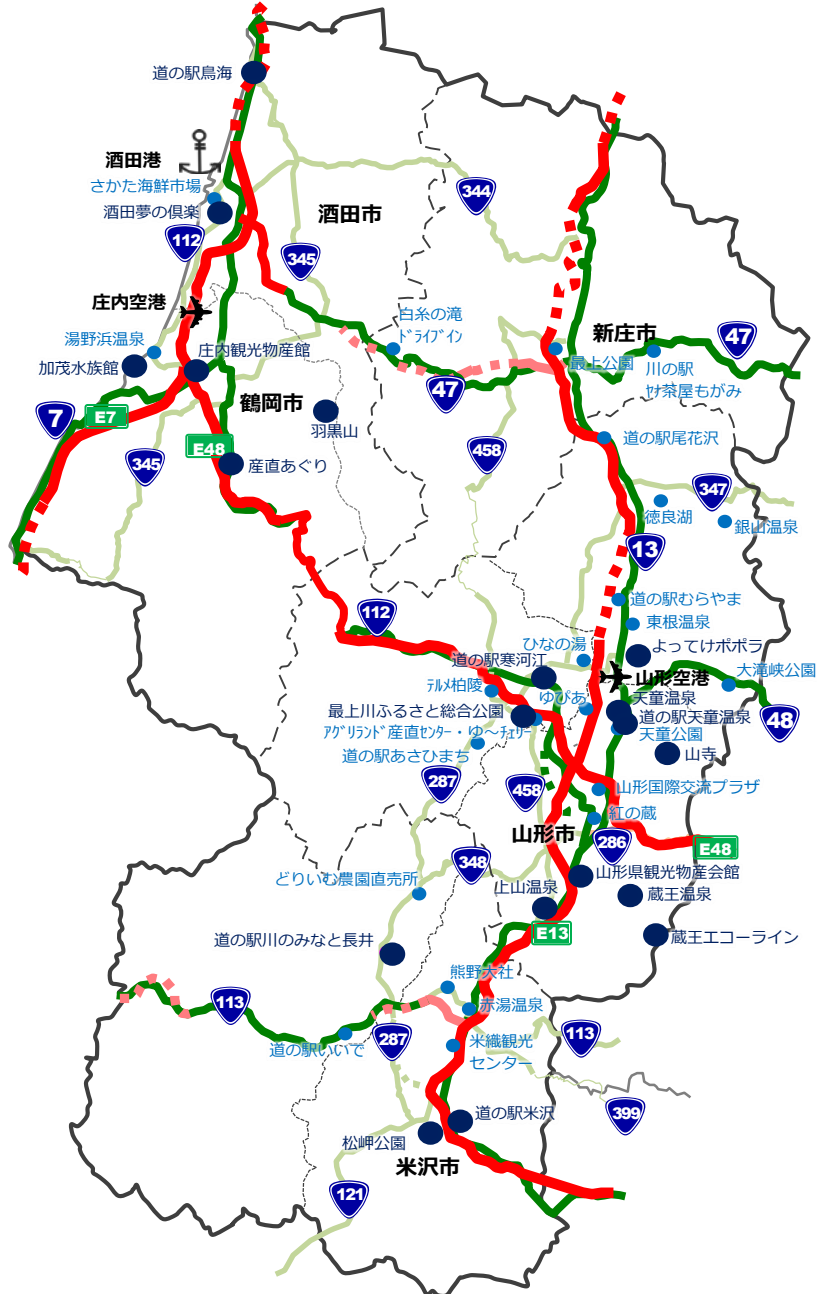 道の駅鳥海
酒田港
さかた海鮮市場
酒田夢の倶楽
酒田市
344
112
345
庄内空港
湯野浜温泉
加茂水族館
庄内観光物産館
白糸の滝
ﾄﾞﾗｲﾌﾞｲﾝ
新庄市
47
最上公園
川の駅
ﾔﾅ茶屋もがみ
47
鶴岡市
羽黒山
7
E7
E48
345
産直あぐり
458
道の駅尾花沢
347
徳良湖
銀山温泉
13
道の駅むらやま
東根温泉
112
ひなの湯
よってけポポラ
道の駅寒河江
山形空港
大滝峡公園
ﾃﾙﾒ柏陵
ゆぴあ
天童温泉
最上川ふるさと総合公園
道の駅天童温泉
48
ｱｸﾞﾘﾗﾝﾄﾞ産直ｾﾝﾀｰ・ゆ～ﾁｪﾘｰ
天童公園
道の駅あさひまち
山寺
287
458
山形国際交流プラザ
紅の蔵
山形市
286
E48
348
山形県観光物産会館
どりいむ農園直売所
上山温泉
蔵王温泉
E13
蔵王エコーライン
道の駅川のみなと長井
熊野大社
113
赤湯温泉
287
道の駅いいで
米織観光
センター
113
399
道の駅米沢
松岬公園
米沢市
121